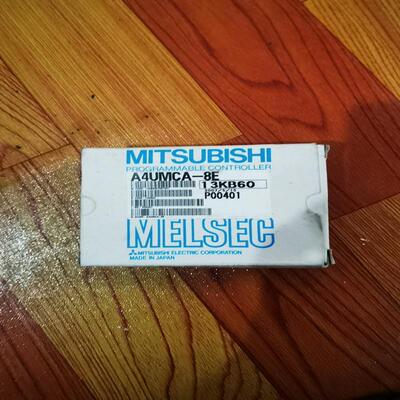 MITSUBISHI
PROGRAMMABLE CONTROLLER
A4UMCA-8E
13KB60
P00401
MELSEC
MITSUBISHI ELECTRIC CORPORATION
MADE IN JAPAN